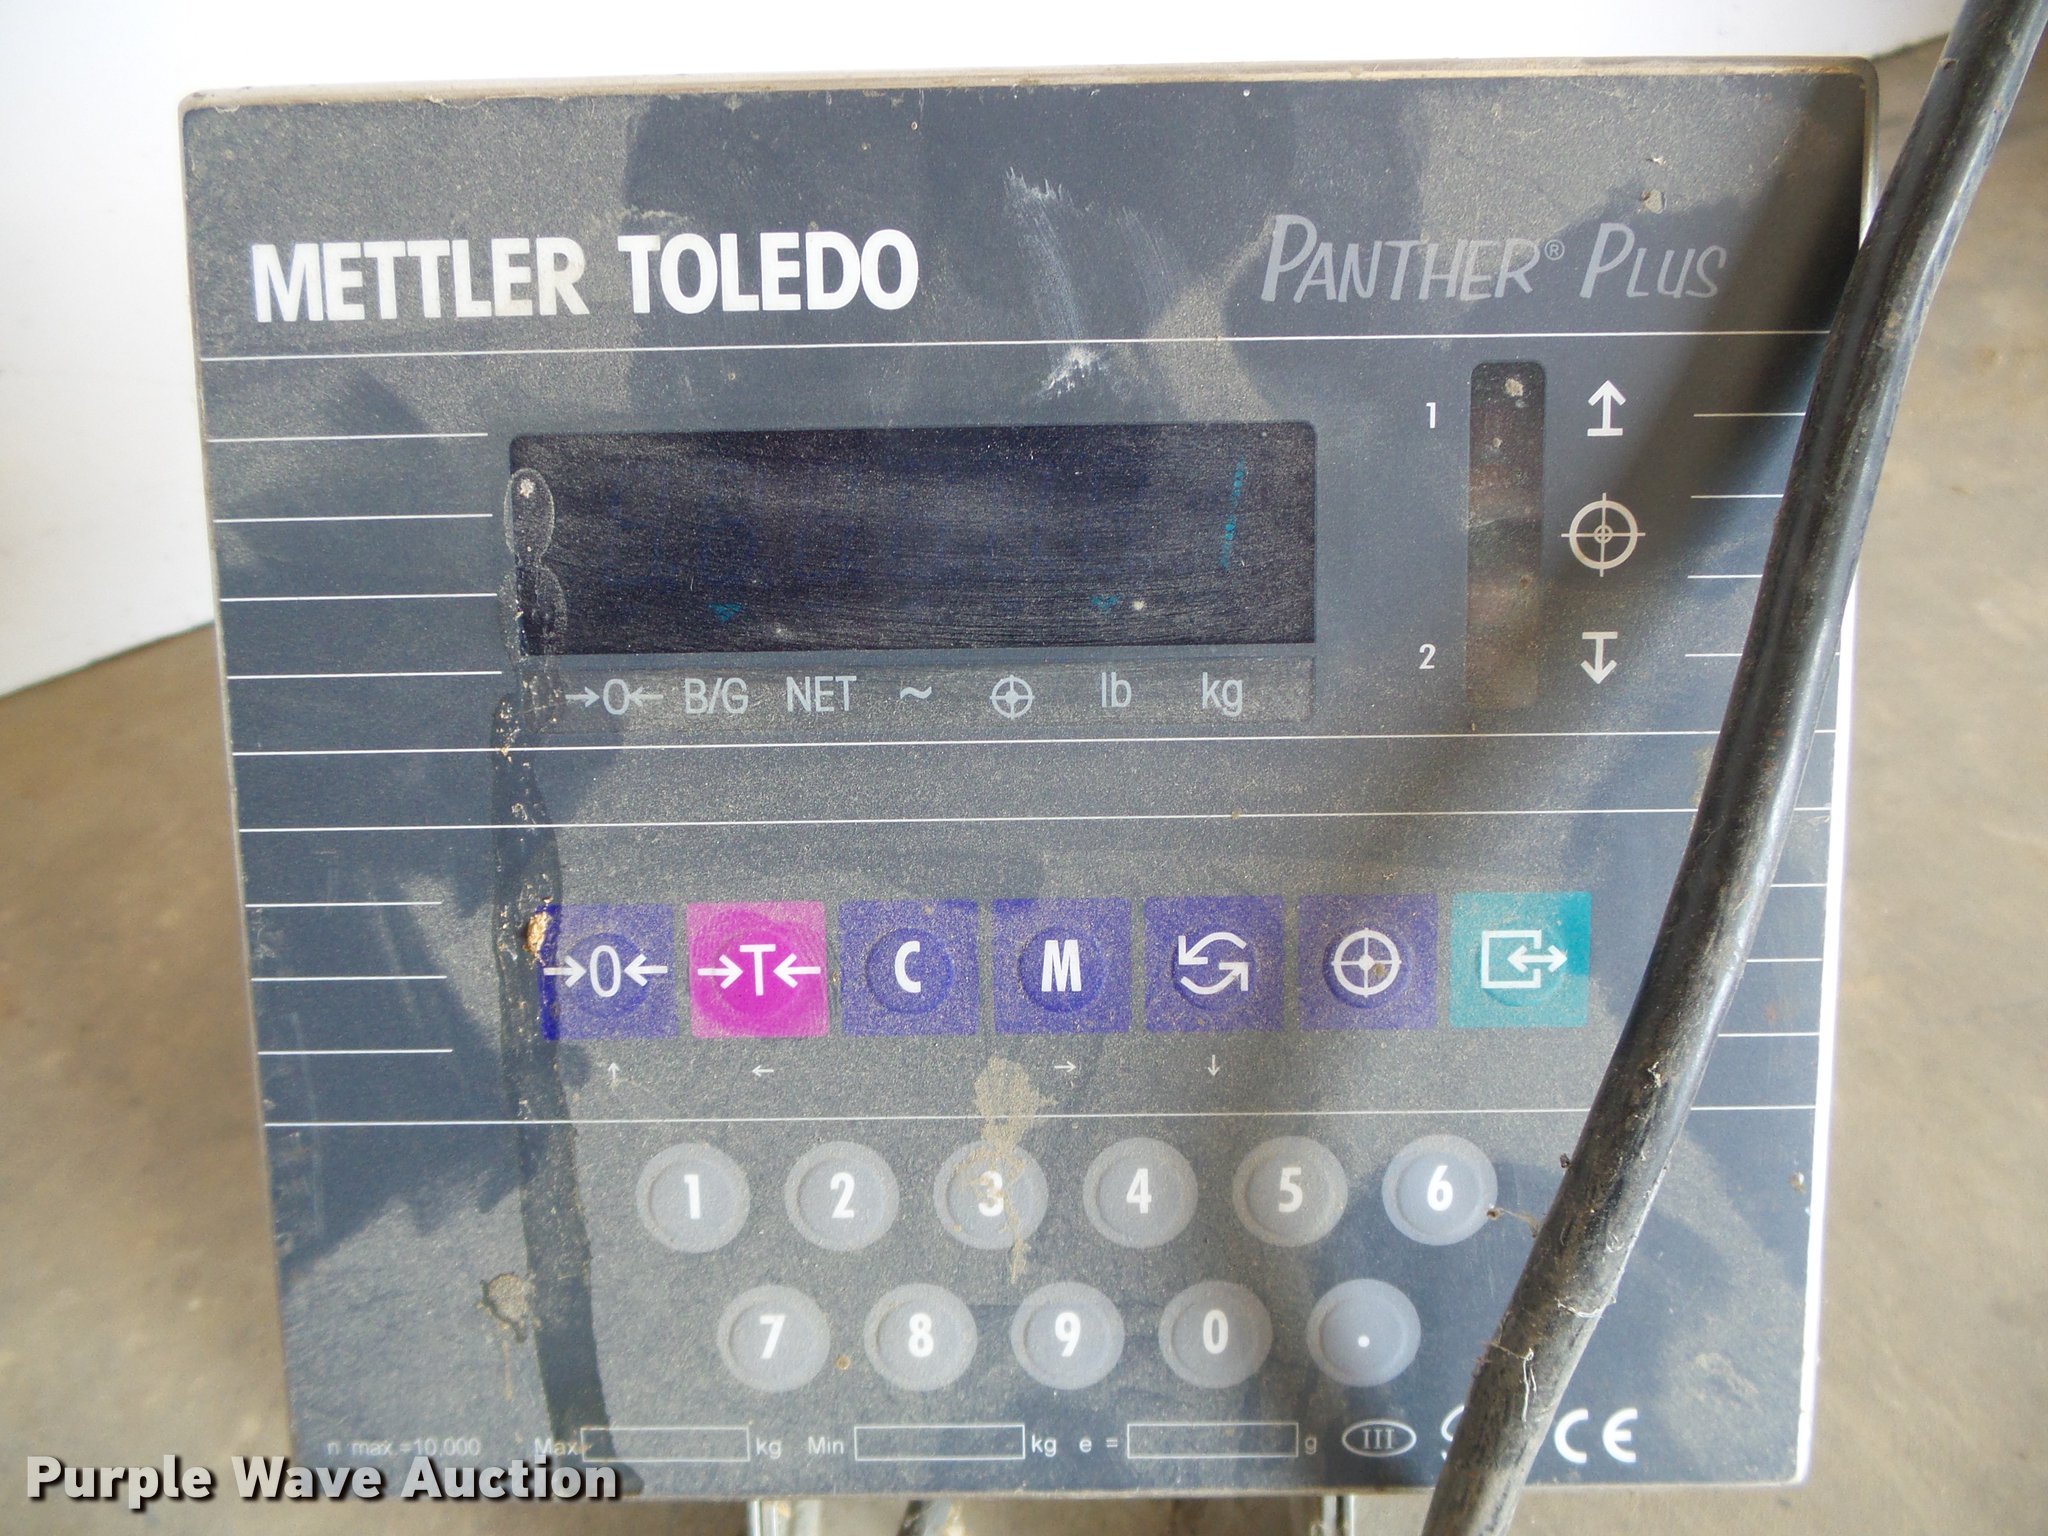 METTLER TOLEDO
PANTHER® PLUS
1
2
→0← B/G NET ~ lb kg
→0← →T← C M
↑ ← → ↓
1 2 3 4 5 6
7 8 9 0 .
n max =10.000 Max kg Min kg e = g III CE
Purple Wave Auction